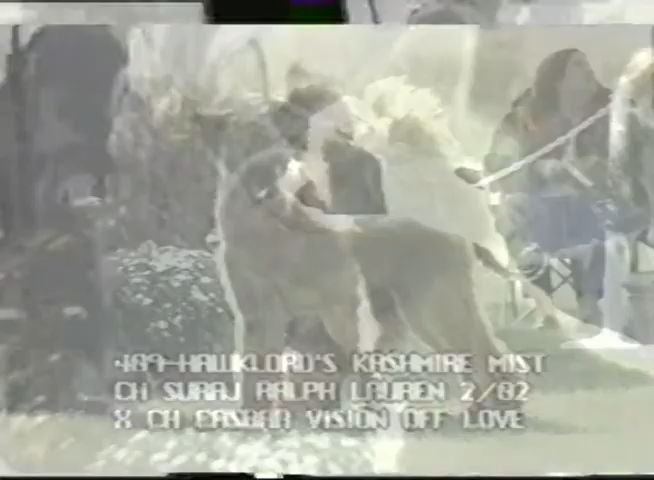 489-HAWKLORD'S KASHMIRE MIST
CH SURAJ RALPH LAUREN 2/82
X CH CASBAR VISION OFF LOVE